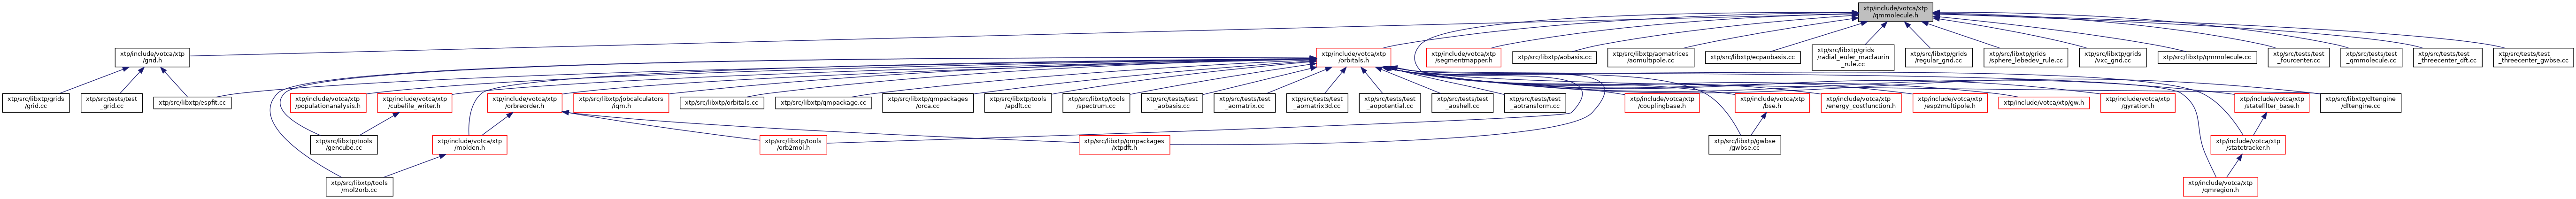 xtp/include/votca/xtp
/qmmolecule.h
xtp/include/votca/xtp
/grid.h
xtp/include/votca/xtp
/orbitals.h
xtp/include/votca/xtp
/segmentmapper.h
xtp/src/libxtp/aobasis.cc
xtp/src/libxtp/aomatrices
/aomultipole.cc
xtp/src/libxtp/ecpaobasis.cc
xtp/src/libxtp/grids
/radial_euler_maclaurin
_rule.cc
xtp/src/libxtp/grids
/regular_grid.cc
xtp/src/libxtp/grids
/sphere_lebedev_rule.cc
xtp/src/libxtp/grids
/vxc_grid.cc
xtp/src/libxtp/qmmolecule.cc
xtp/src/tests/test
_fourcenter.cc
xtp/src/tests/test
_qmmolecule.cc
xtp/src/tests/test
_threecenter_dft.cc
xtp/src/tests/test
_threecenter_gwbse.cc
xtp/src/libxtp/grids
/grid.cc
xtp/src/tests/test
_grid.cc
xtp/src/libxtp/espfit.cc
xtp/include/votca/xtp
/populationanalysis.h
xtp/include/votca/xtp
/cubefile_writer.h
xtp/include/votca/xtp
/orbreorder.h
xtp/src/libxtp/jobcalculators
/iqm.h
xtp/src/libxtp/orbitals.cc
xtp/src/libxtp/qmpackage.cc
xtp/src/libxtp/qmpackages
/orca.cc
xtp/src/libxtp/tools
/apdft.cc
xtp/src/libxtp/tools
/spectrum.cc
xtp/src/tests/test
_aobasis.cc
xtp/src/tests/test
_aomatrix.cc
xtp/src/tests/test
_aomatrix3d.cc
xtp/src/tests/test
_aopotential.cc
xtp/src/tests/test
_aoshell.cc
xtp/src/tests/test
_aotransform.cc
xtp/include/votca/xtp
/couplingbase.h
xtp/include/votca/xtp
/bse.h
xtp/include/votca/xtp
/energy_costfunction.h
xtp/include/votca/xtp
/esp2multipole.h
xtp/include/votca/xtp/gw.h
xtp/include/votca/xtp
/gyration.h
xtp/include/votca/xtp
/statefilter_base.h
xtp/src/libxtp/dftengine
/dftengine.cc
xtp/src/libxtp/tools
/gencube.cc
xtp/include/votca/xtp
/molden.h
xtp/src/libxtp/tools
/orb2mol.h
xtp/src/libxtp/qmpackages
/xtpdft.h
xtp/src/libxtp/gwbse
/gwbse.cc
xtp/include/votca/xtp
/statetracker.h
xtp/src/libxtp/tools
/mol2orb.cc
xtp/include/votca/xtp
/qmregion.h